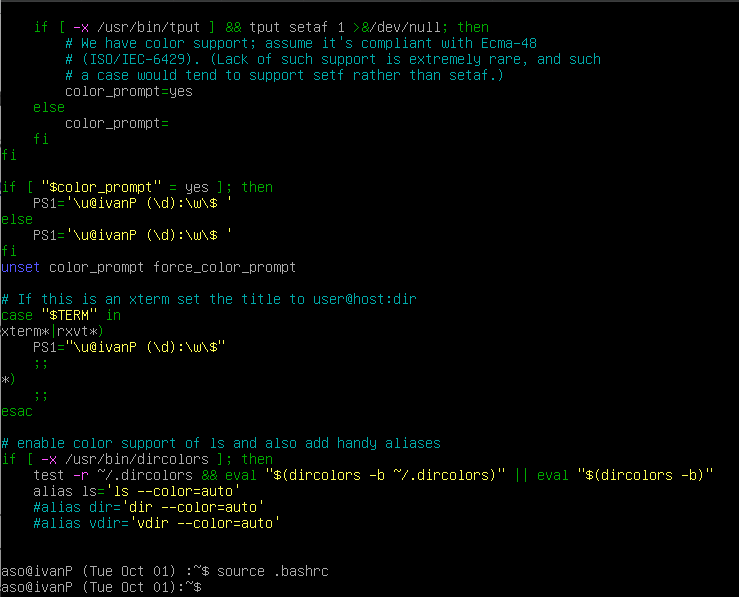 if [ -x /usr/bin/tput ] && tput setaf 1 >&/dev/null; then
        # We have color support; assume it's compliant with Ecma-48
        # (ISO/IEC-6429). (Lack of such support is extremely rare, and such
        # a case would tend to support setf rather than setaf.)
        color_prompt=yes
    else
        color_prompt=
    fi
fi

if [ "$color_prompt" = yes ]; then
    PS1='\u@ivanP (\d):\w\$ '
else
    PS1='\u@ivanP (\d):\w\$ '
fi
unset color_prompt force_color_prompt

# If this is an xterm set the title to user@host:dir
case "$TERM" in
xterm*|rxvt*)
    PS1="\u@ivanP (\d):\w\$"
    ;;
*)
    ;;
esac

# enable color support of ls and also add handy aliases
if [ -x /usr/bin/dircolors ]; then
    test -r ~/.dircolors && eval "$(dircolors -b ~/.dircolors)" || eval "$(dircolors -b)"
    alias ls='ls --color=auto'
    #alias dir='dir --color=auto'
    #alias vdir='vdir --color=auto'

aso@ivanP (Tue Oct 01) :~$ source .bashrc
aso@ivanP (Tue Oct 01):~$